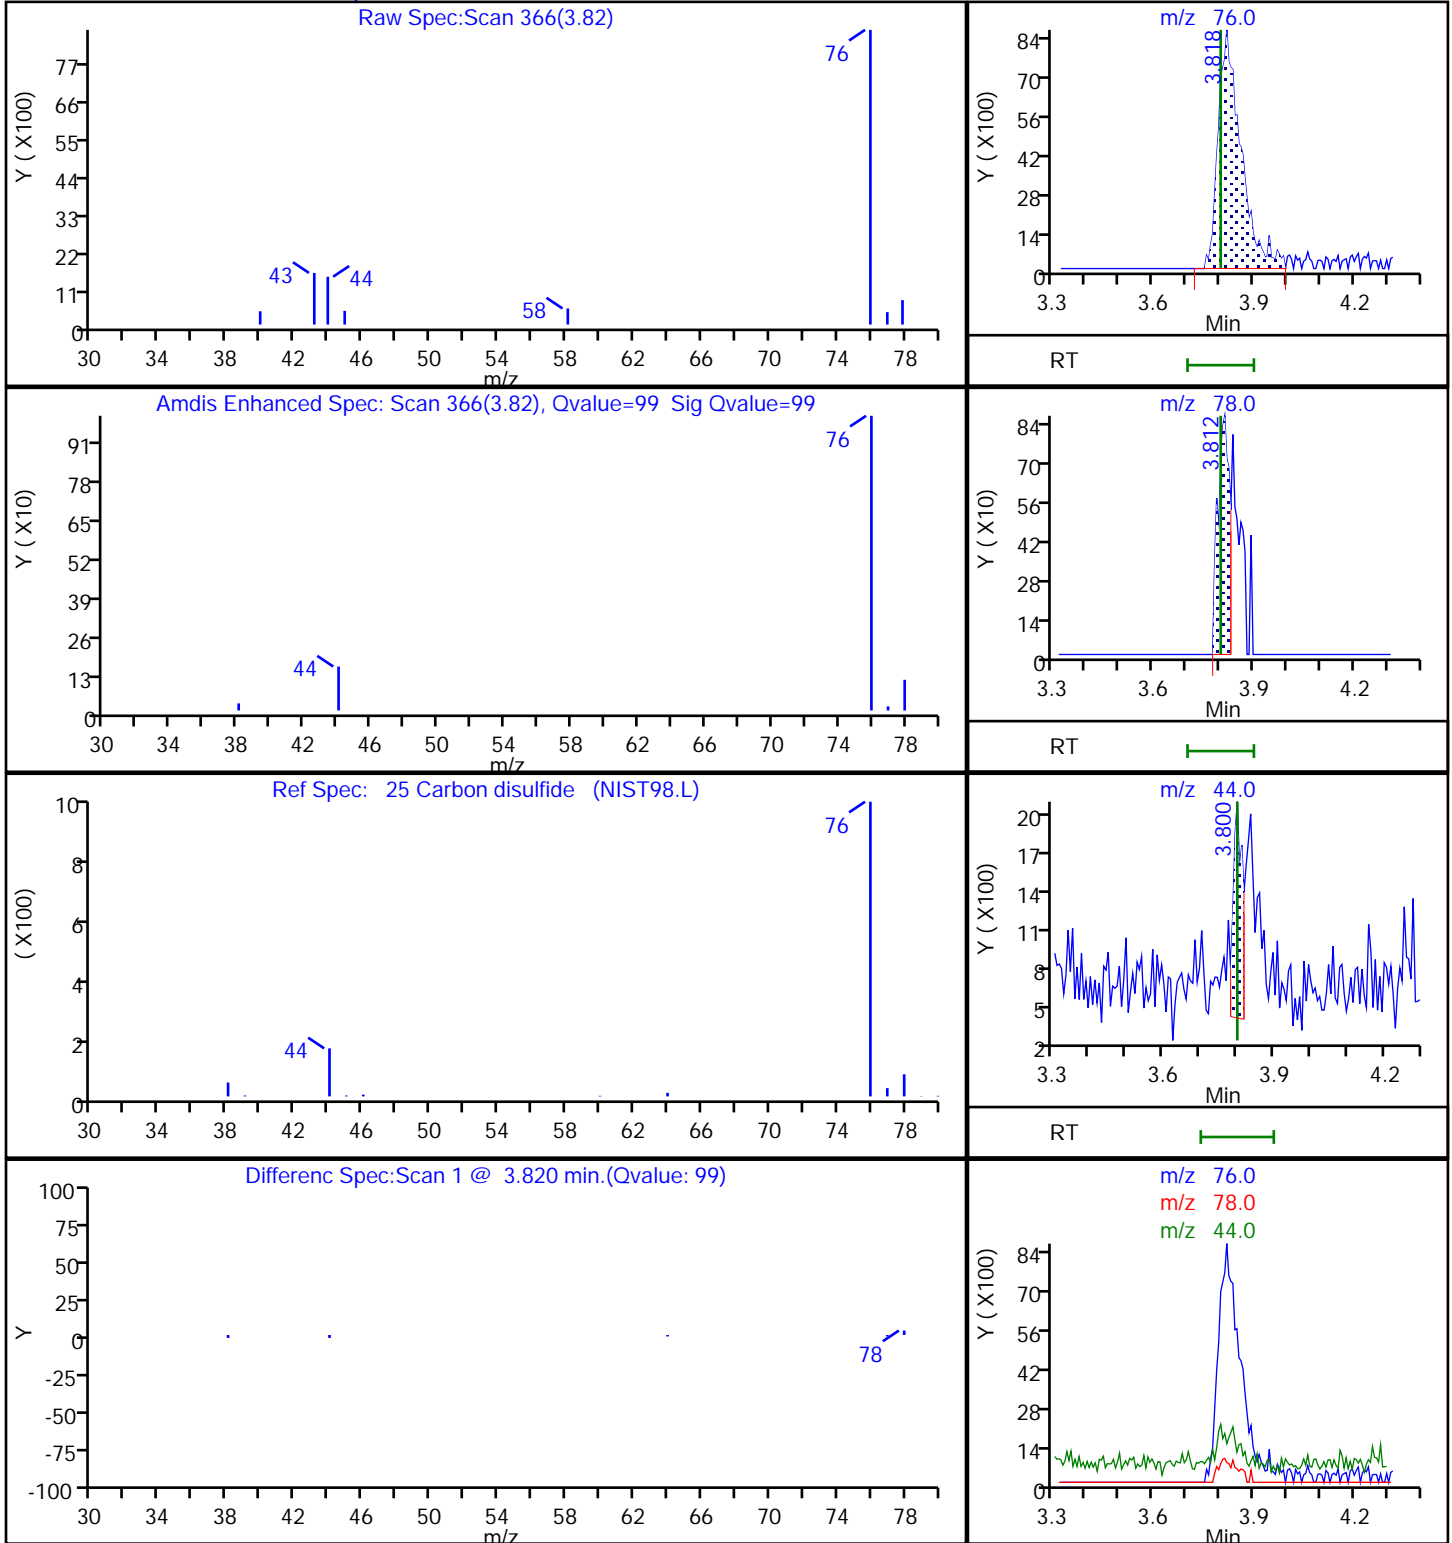 Raw Spec:Scan 366(3.82)
Y ( X100)
77
66
55
44
33
22
11
0
76
43
44
58
30 34 38 42 46 50 54 58 62 66 70 74 78
m/z
m/z 76.0
Y ( X100)
84
70
56
42
28
14
0
3.818
3.3 3.6 3.9 4.2
Min
RT
Amdis Enhanced Spec: Scan 366(3.82), Qvalue=99 Sig Qvalue=99
Y ( X10)
91
78
65
52
39
26
13
0
76
44
30 34 38 42 46 50 54 58 62 66 70 74 78
m/z
m/z 78.0
Y ( X10)
84
70
56
42
28
14
0
3.812
3.3 3.6 3.9 4.2
Min
RT
Ref Spec: 25 Carbon disulfide (NIST98.L)
( X100)
10
8
6
4
2
0
76
44
30 34 38 42 46 50 54 58 62 66 70 74 78
m/z 44.0
Y ( X100)
20
17
14
11
8
5
2
3.800
3.3 3.6 3.9 4.2
Min
RT
Differenc Spec:Scan 1 @ 3.820 min.(Qvalue: 99)
Y
100
75
50
25
0
-25
-50
-75
-100
78
30 34 38 42 46 50 54 58 62 66 70 74 78
m/z
m/z 76.0
m/z 78.0
m/z 44.0
Y ( X100)
84
70
56
42
28
14
0
3.3 3.6 3.9 4.2
Min